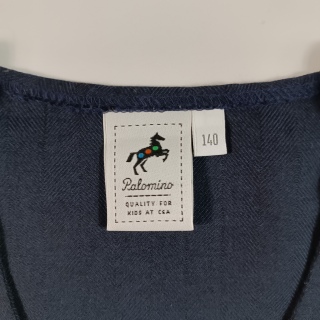 140
Palomino
QUALITY FOR
KIDS AT C&A